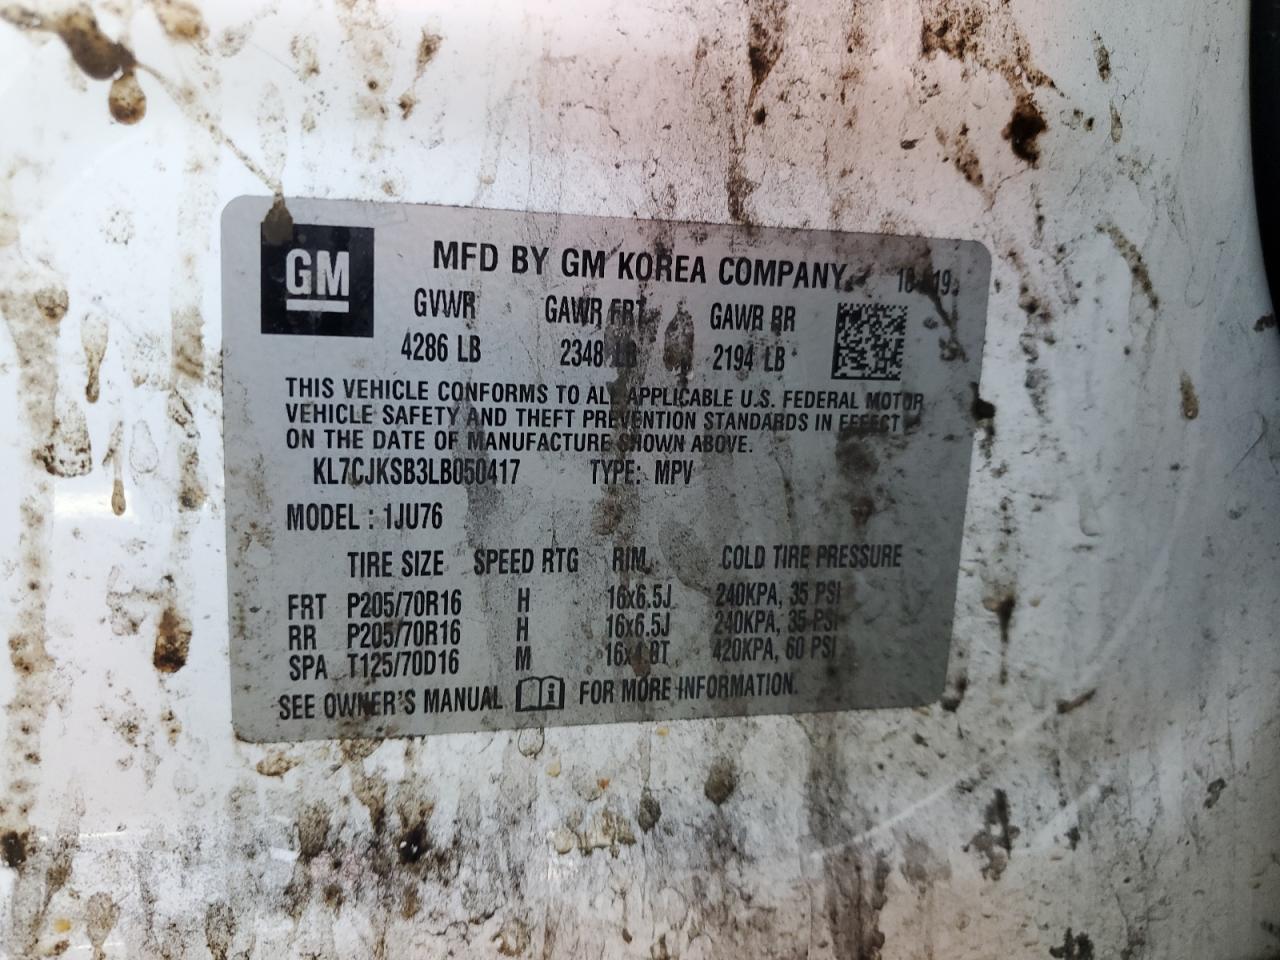 GM
MFD BY GM KOREA COMPANY
GVWR GAWR FRT GAWR RR
4286 LB 2348 LB 2194 LB
THIS VEHICLE CONFORMS TO ALL APPLICABLE U.S. FEDERAL MOTOR
VEHICLE SAFETY AND THEFT PREVENTION STANDARDS IN EFFECT
ON THE DATE OF MANUFACTURE SHOWN ABOVE.
KL7CJKSB3LB050417 TYPE: MPV
MODEL : 1JU76
TIRE SIZE SPEED RTG RIM COLD TIRE PRESSURE
FRT P205/70R16 H 16x6.5J 240KPA, 35 PSI
RR P205/70R16 H 16x6.5J 240KPA, 35 PSI
SPA T125/70D16 M 420KPA, 60 PSI
SEE OWNER'S MANUAL i FOR MORE INFORMATION.